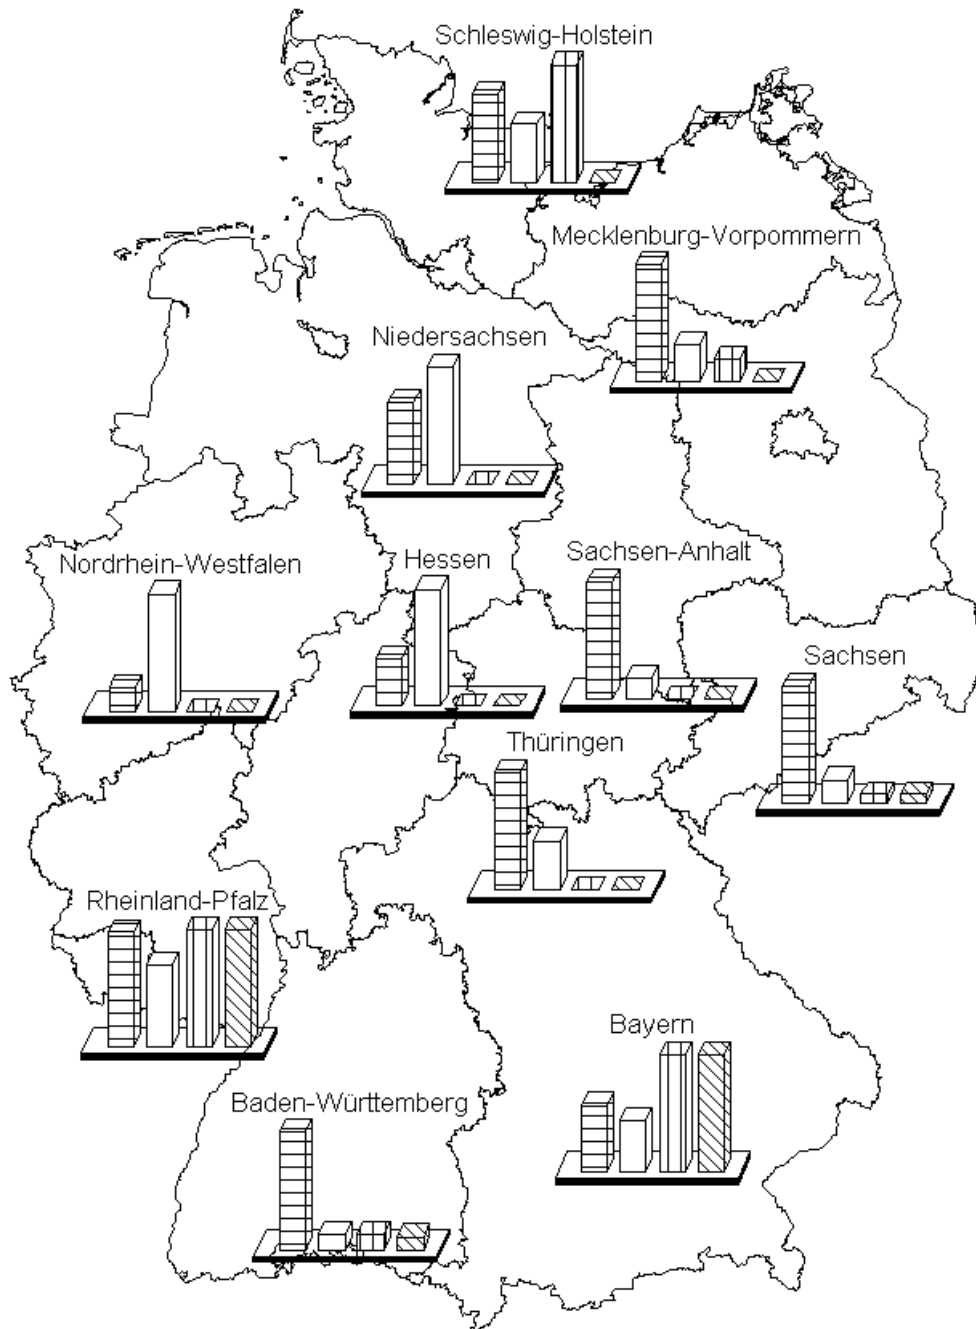 Schleswig-Holstein
Mecklenburg-Vorpommern
Niedersachsen
Nordrhein-Westfalen
Hessen
Sachsen-Anhalt
Sachsen
Thüringen
Rheinland-Pfalz
Bayern
Baden-Württemberg